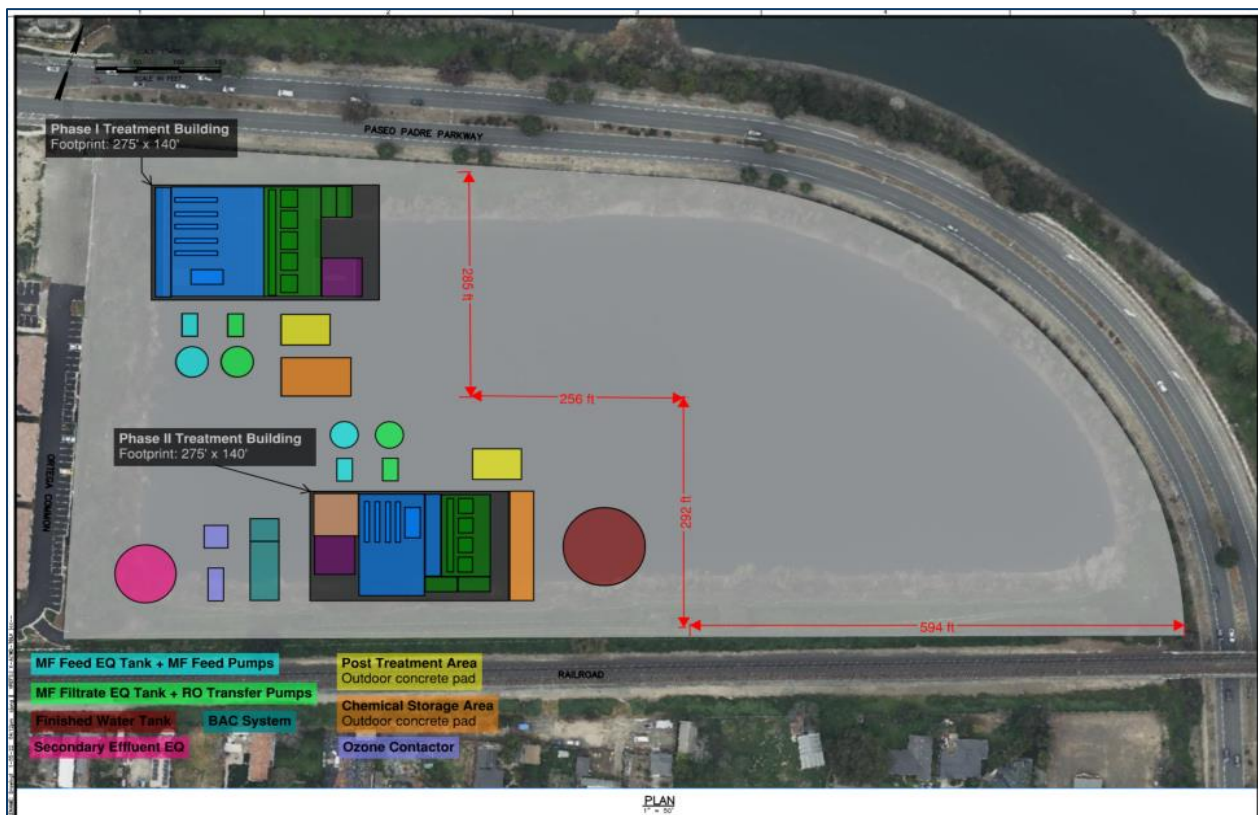 SCALE IN FEET
Phase I Treatment Building
Footprint: 275' x 140'
PASEO PADRE PARKWAY
285 ft
256 ft
Phase II Treatment Building
Footprint: 275' x 140'
292 ft
ORTEGA COMMON
594 ft
MF Feed EQ Tank + MF Feed Pumps
MF Filtrate EQ Tank + RO Transfer Pumps
Finished Water Tank
BAC System
Secondary Effluent EQ
Post Treatment Area
Outdoor concrete pad
Chemical Storage Area
Outdoor concrete pad
Ozone Contactor
RAILROAD
PLAN
1" = 50'